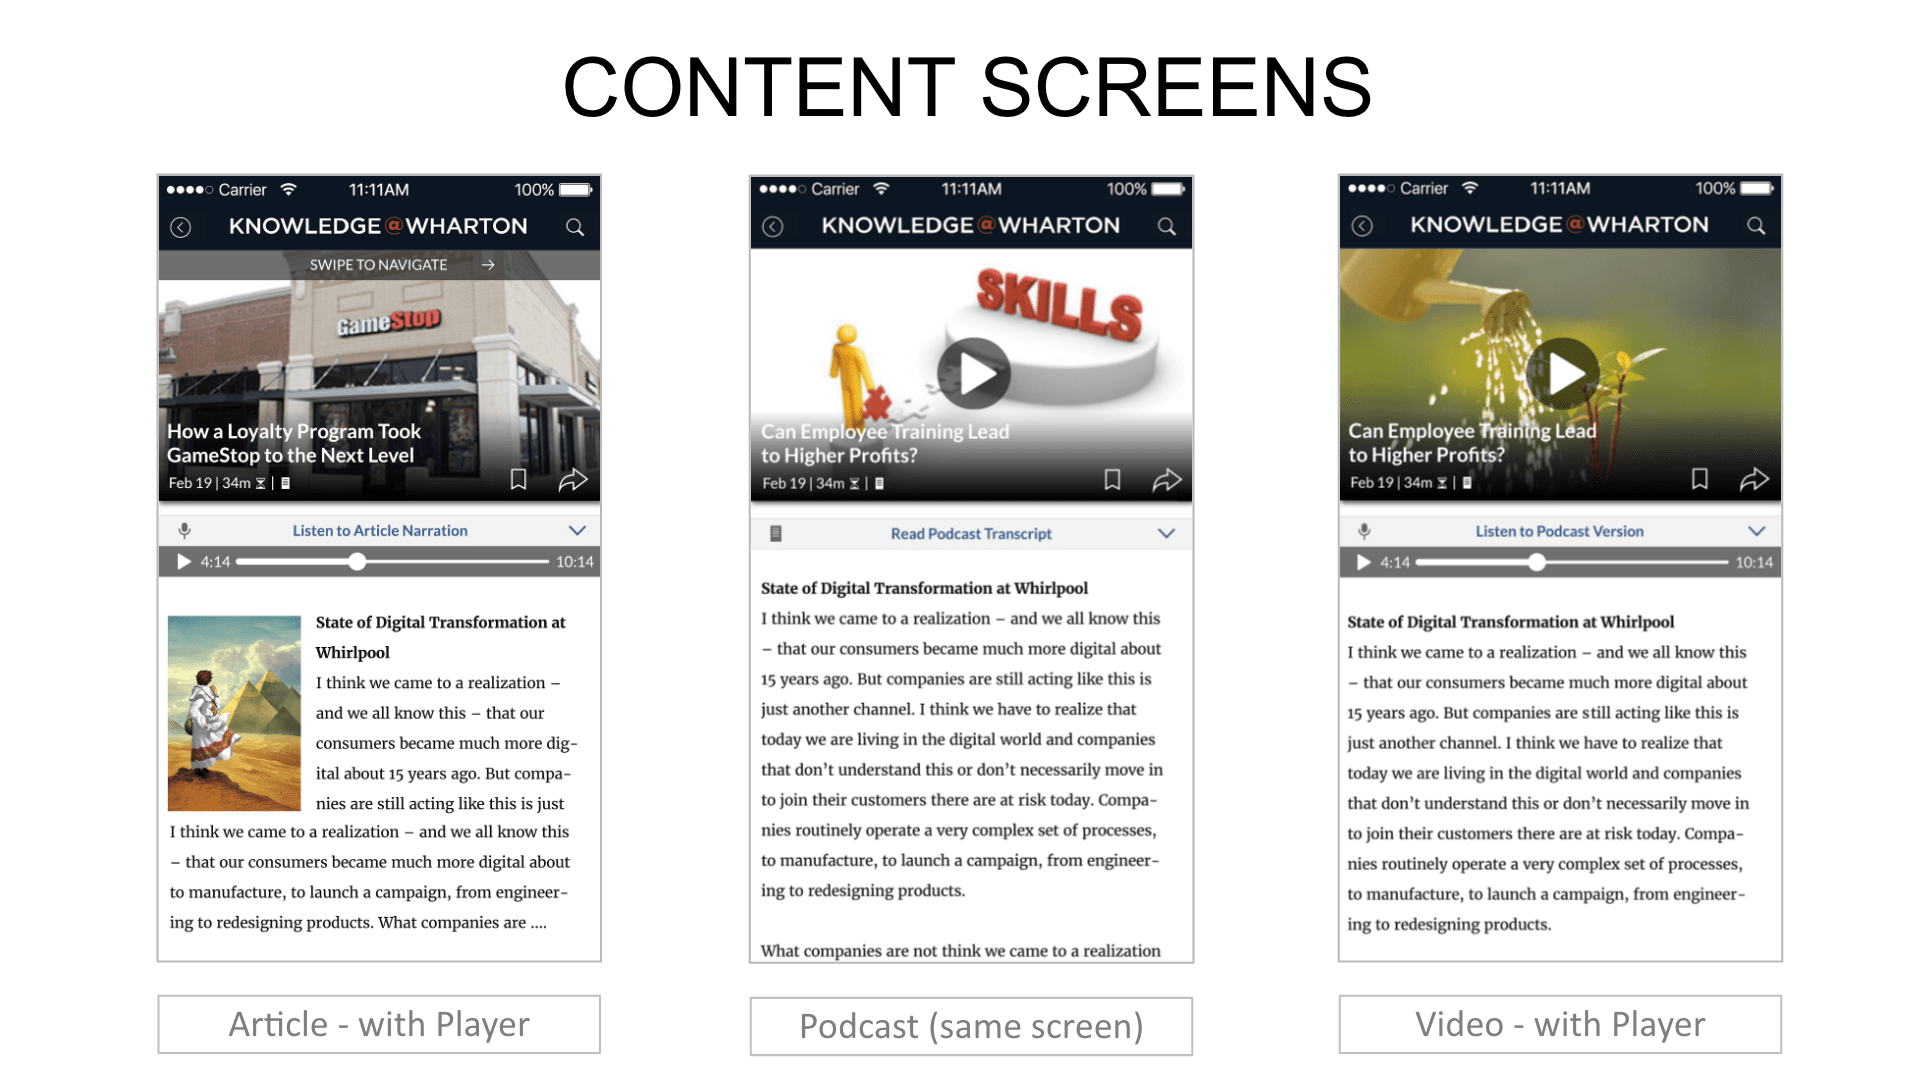 CONTENT SCREENS
Carrier 11:11AM 100%
KNOWLEDGE@WHARTON
SWIPE TO NAVIGATE →
GameStop
How a Loyalty Program Took
GameStop to the Next Level
Feb 19 | 34m |
Listen to Article Narration
4:14 10:14
State of Digital Transformation at
Whirlpool
I think we came to a realization –
and we all know this – that our
consumers became much more dig-
ital about 15 years ago. But compa-
nies are still acting like this is just
I think we came to a realization – and we all know this
– that our consumers became much more digital about
to manufacture, to launch a campaign, from engineer-
ing to redesigning products. What companies are ....
Article - with Player
Carrier 11:11AM 100%
KNOWLEDGE@WHARTON
SKILLS
Can Employee Training Lead
to Higher Profits?
Feb 19 | 34m |
Read Podcast Transcript
State of Digital Transformation at Whirlpool
I think we came to a realization – and we all know this
– that our consumers became much more digital about
15 years ago. But companies are still acting like this is
just another channel. I think we have to realize that
today we are living in the digital world and companies
that don't understand this or don't necessarily move in
to join their customers there are at risk today. Compa-
nies routinely operate a very complex set of processes,
to manufacture, to launch a campaign, from engineer-
ing to redesigning products.
What companies are not think we came to a realization
Podcast (same screen)
Carrier 11:11AM 100%
KNOWLEDGE@WHARTON
Can Employee Training Lead
to Higher Profits?
Feb 19 | 34m |
Listen to Podcast Version
4:14 10:14
State of Digital Transformation at Whirlpool
I think we came to a realization – and we all know this
– that our consumers became much more digital about
15 years ago. But companies are still acting like this is
just another channel. I think we have to realize that
today we are living in the digital world and companies
that don't understand this or don't necessarily move in
to join their customers there are at risk today. Compa-
nies routinely operate a very complex set of processes,
to manufacture, to launch a campaign, from engineer-
ing to redesigning products.
Video - with Player